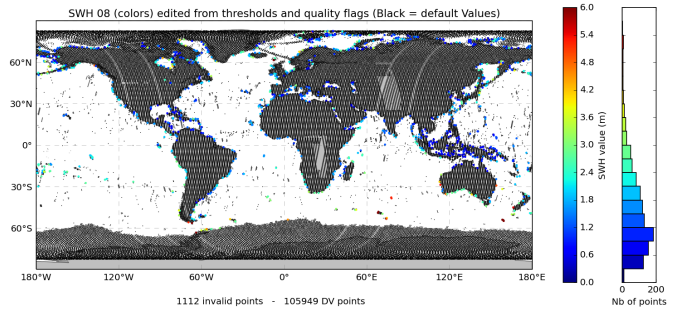 SWH 08 (colors) edited from thresholds and quality flags (Black = default Values)
60°N
30°N
0°
30°S
60°S
180°W 120°W 60°W 0° 60°E 120°E 180°E
1112 invalid points - 105949 DV points
6.0
5.4
4.8
4.2
3.6
3.0
2.4
1.8
1.2
0.6
0.0
SWH value (m)
0 200
Nb of points